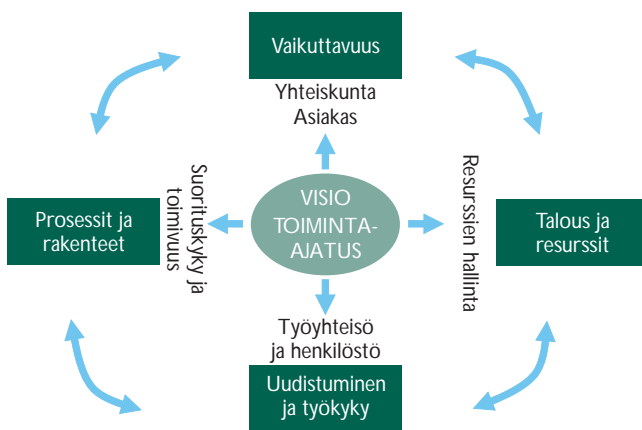 Vaikuttavuus
Yhteiskunta
Asiakas
Prosessit ja
rakenteet
Suorituskyky ja
toimivuus
VISIO
TOIMINTA-
AJATUS
Resurssien hallinta
Talous ja
resurssit
Työyhteisö
ja henkilöstö
Uudistuminen
ja työkyky